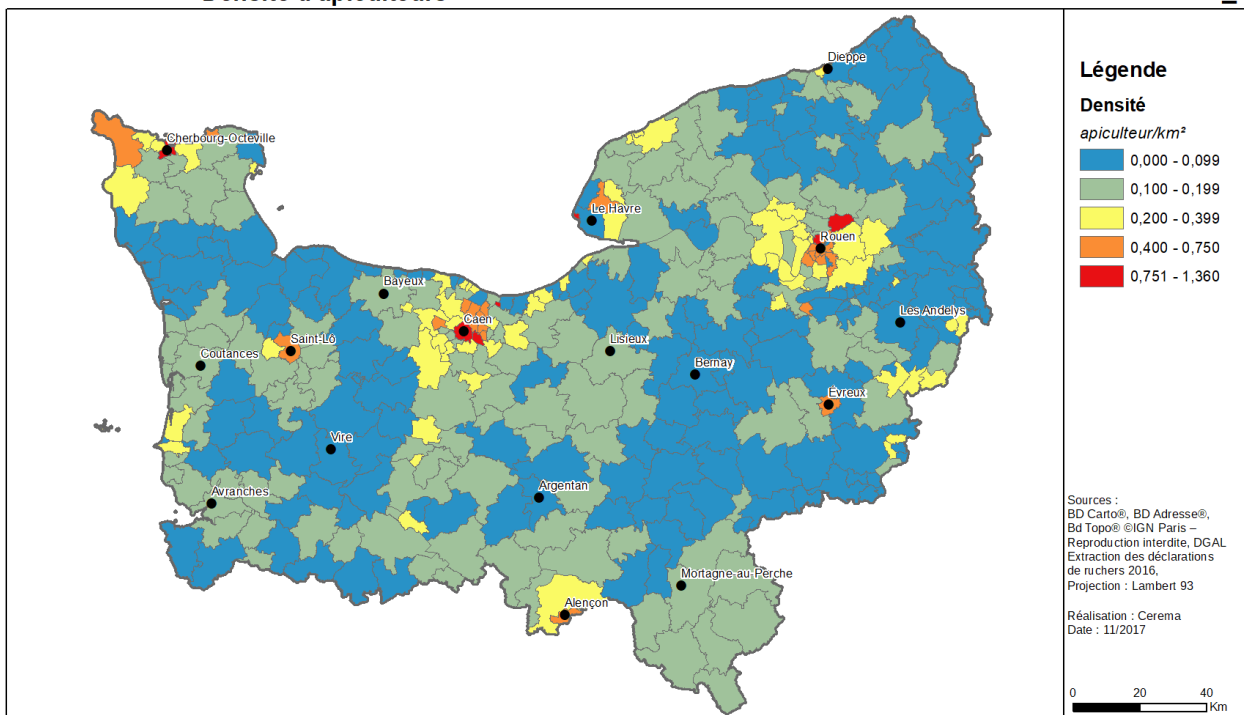 Densité d'apiculteurs
Dieppe
Cherbourg-Octeville
Le Havre
Rouen
Bayeux
Caen
Les Andelys
Saint-Lô
Lisieux
Coutances
Bernay
Évreux
Vire
Argentan
Avranches
Mortagne-au-Perche
Alençon
Légende
Densité
apiculteur/km²
0,000 - 0,099
0,100 - 0,199
0,200 - 0,399
0,400 - 0,750
0,751 - 1,360
Sources :
BD Carto®, BD Adresse®,
Bd Topo® ©IGN Paris –
Reproduction interdite, DGAL
Extraction des déclarations
de ruchers 2016,
Projection : Lambert 93
Réalisation : Cerema
Date : 11/2017
0 20 40
Km